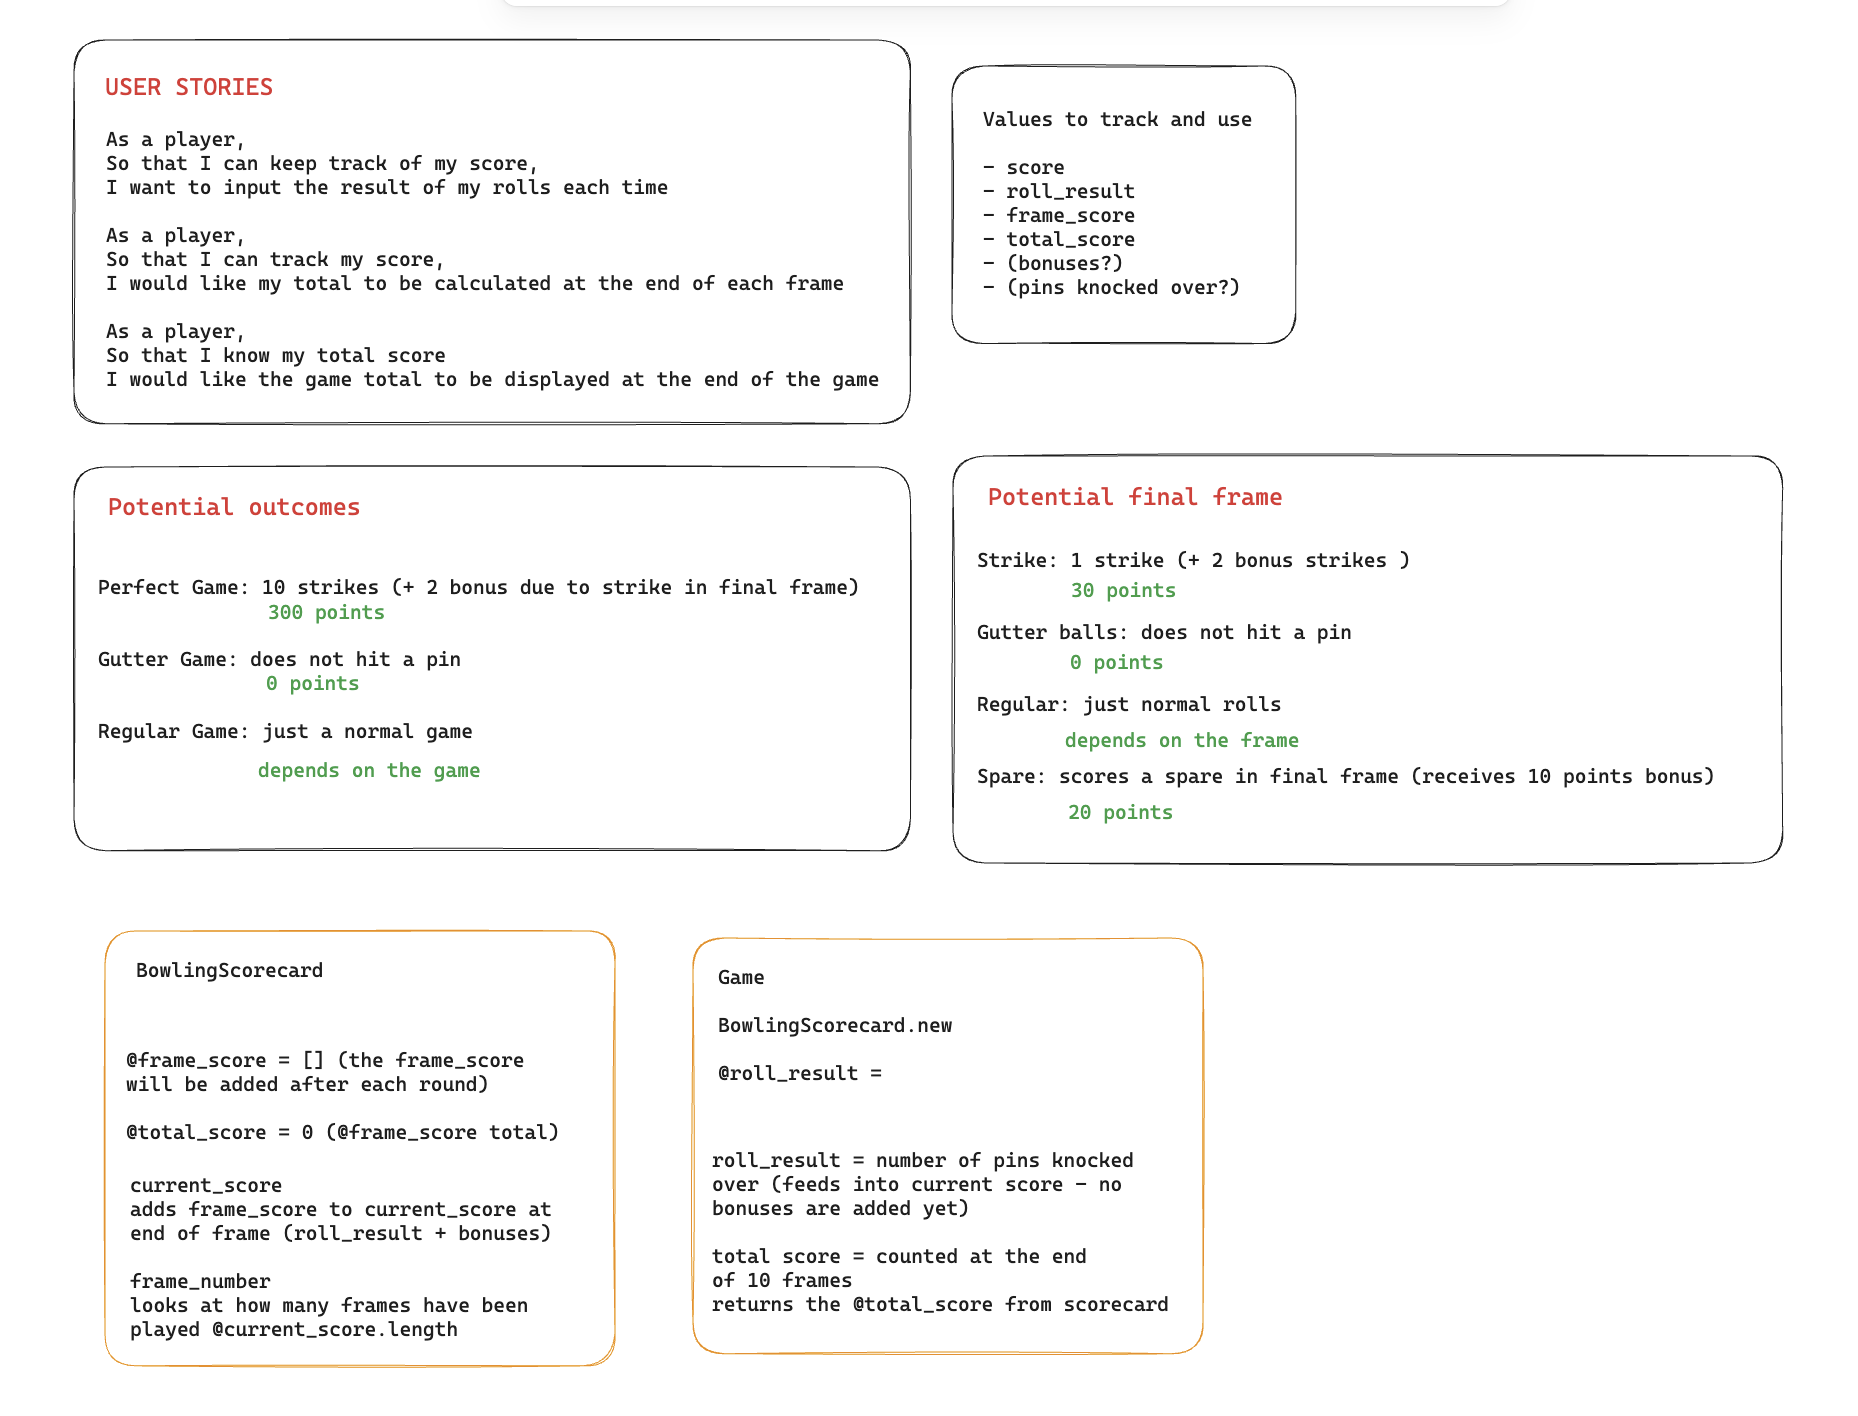 USER STORIES
As a player,
So that I can keep track of my score,
I want to input the result of my rolls each time
As a player,
So that I can track my score,
I would like my total to be calculated at the end of each frame
As a player,
So that I know my total score
I would like the game total to be displayed at the end of the game
Values to track and use
- score
- roll_result
- frame_score
- total_score
- (bonuses?)
- (pins knocked over?)
Potential outcomes
Perfect Game: 10 strikes (+ 2 bonus due to strike in final frame)
300 points
Gutter Game: does not hit a pin
0 points
Regular Game: just a normal game
depends on the game
Potential final frame
Strike: 1 strike (+ 2 bonus strikes )
30 points
Gutter balls: does not hit a pin
0 points
Regular: just normal rolls
depends on the frame
Spare: scores a spare in final frame (receives 10 points bonus)
20 points
BowlingScorecard
@frame_score = [] (the frame_score
will be added after each round)
@total_score = 0 (@frame_score total)
current_score
adds frame_score to current_score at
end of frame (roll_result + bonuses)
frame_number
looks at how many frames have been
played @current_score.length
Game
BowlingScorecard.new
@roll_result =
roll_result = number of pins knocked
over (feeds into current score - no
bonuses are added yet)
total score = counted at the end
of 10 frames
returns the @total_score from scorecard